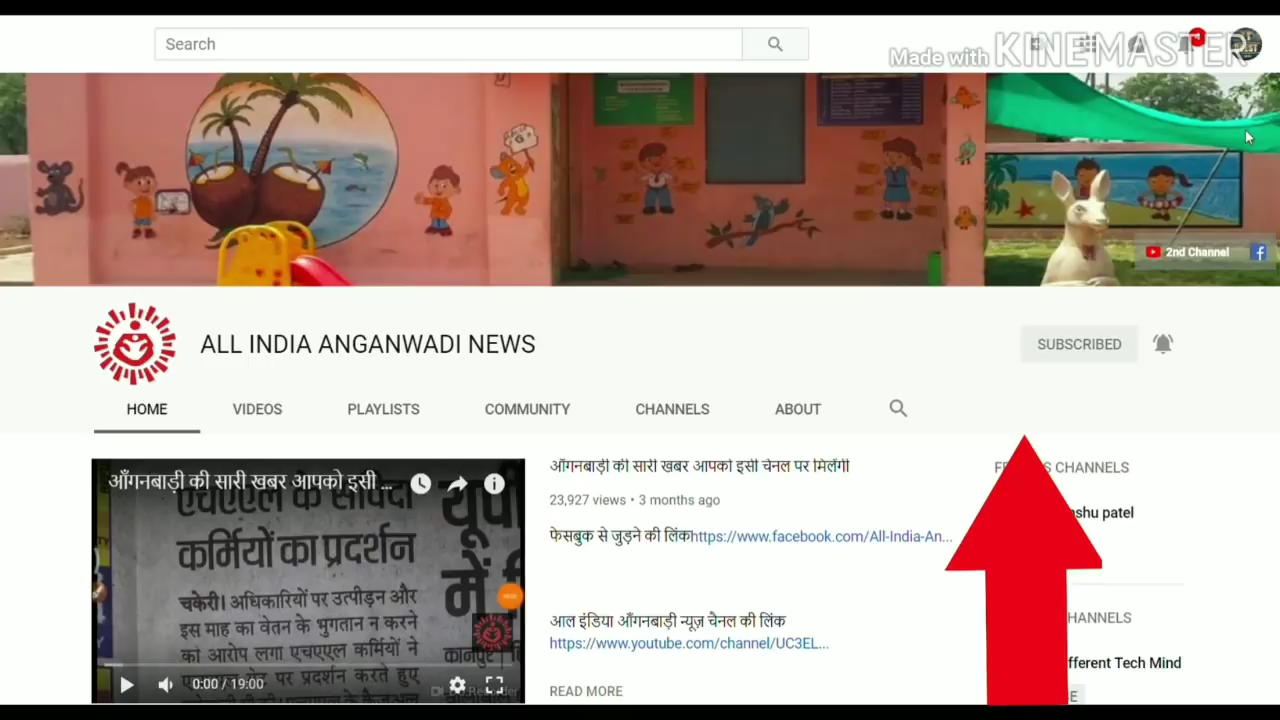 Search
Made with KINEMASTER
2nd Channel
ALL INDIA ANGANWADI NEWS
SUBSCRIBED
HOME VIDEOS PLAYLISTS COMMUNITY CHANNELS ABOUT
आँगनबाड़ी की सारी खबर आपको इसी ...
एचएएल के संविदा
कर्मियों का प्रदर्शन
चकेरी। अधिकारियों पर उत्पीड़न और
इस माह का वेतन के भुगतान न करने
का आरोप लगा एचएएल कर्मियों ने
पर प्रदर्शन करते हुए
यूपी
में
0:00 / 19:00
आँगनबाड़ी की सारी खबर आपको इसी चैनल पर मिलेंगी
23,927 views • 3 months ago
फेसबुक से जुड़ने की लिंकhttps://www.facebook.com/All-India-An...
आल इंडिया आँगनबाड़ी न्यूज़ चैनल की लिंक
https://www.youtube.com/channel/UC3EL...
READ MORE
CHANNELS
patel
HANNELS
fferent Tech Mind